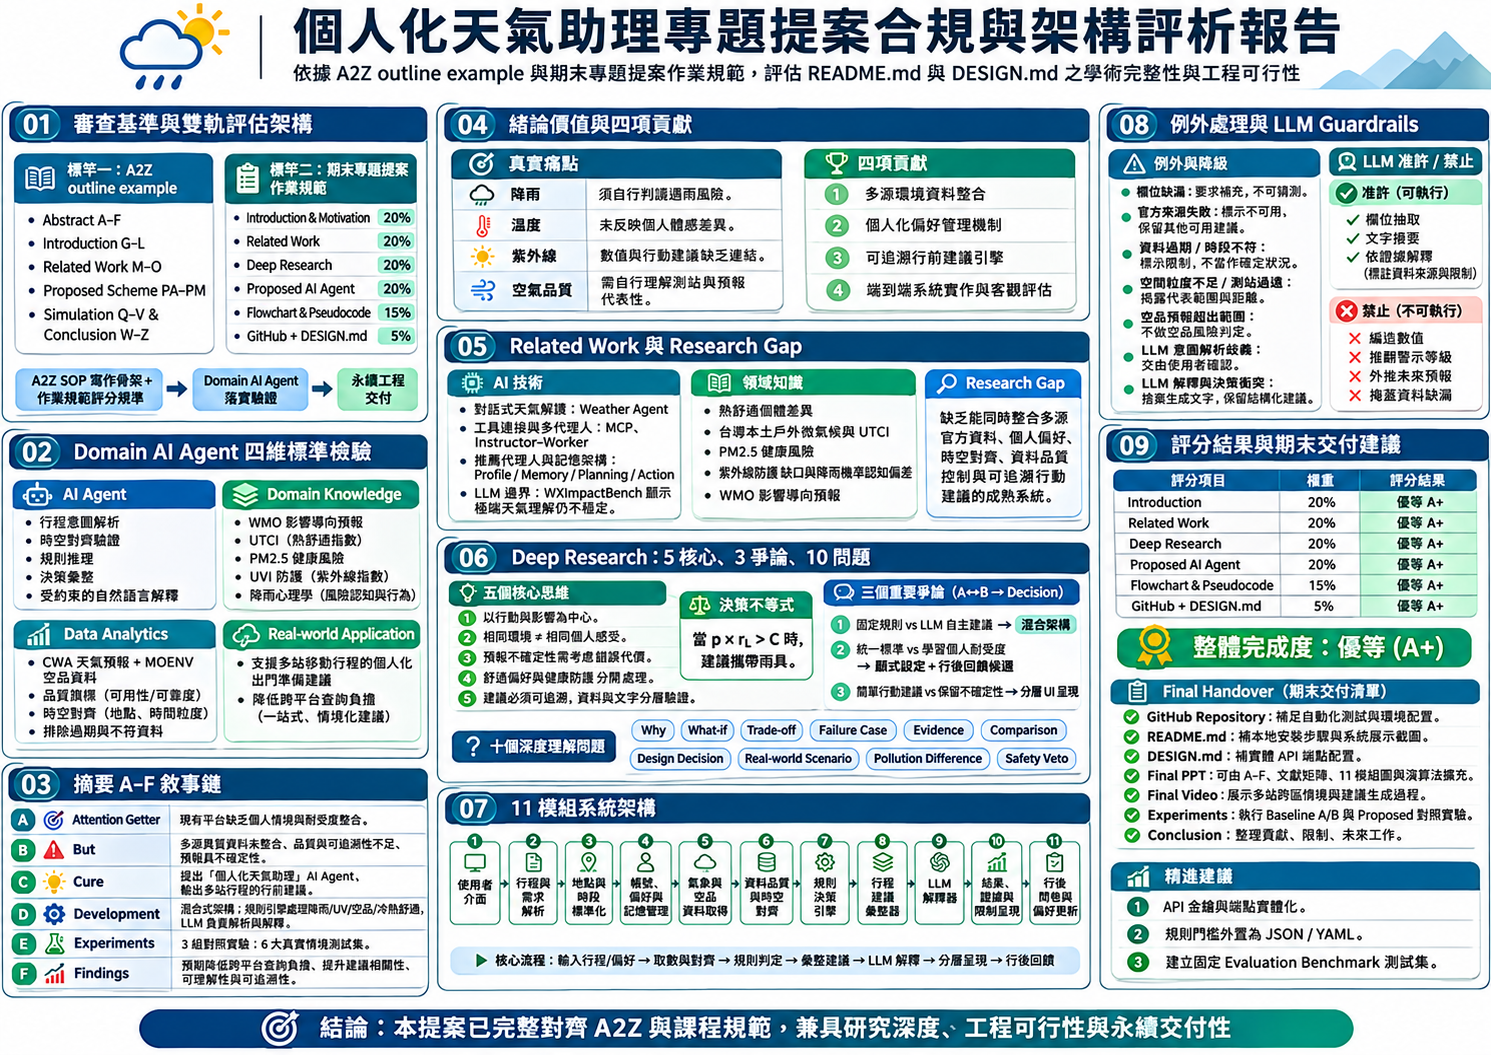 個人化天氣助理專題提案合規與架構評析報告
依據 A2Z outline example 與期末專題提案作業規範，評估 README.md 與 DESIGN.md 之學術完整性與工程可行性
01 審查基準與雙軌評估架構
標竿一：A2Z
outline example
• Abstract A–F
• Introduction G–L
• Related Work M–O
• Proposed Scheme PA–PM
• Simulation Q–V &
Conclusion W–Z
標竿二：期末專題提案
作業規範
• Introduction & Motivation 20%
• Related Work 20%
• Deep Research 20%
• Proposed AI Agent 20%
• Flowchart & Pseudocode 15%
• GitHub + DESIGN.md 5%
A2Z SOP 寫作骨架+
作業規範評分規準
Domain AI Agent
落實驗證
永續工程
交付
02 Domain AI Agent 四維標準檢驗
AI Agent
• 行程意圖解析
• 時空對齊驗證
• 規則推理
• 決策彙整
• 受約束的自然語言解釋
Domain Knowledge
• WMO 影響導向預報
• UTCI（熱舒適指數）
• PM2.5 健康風險
• UVI 防護（紫外線指數）
• 降雨心理學（風險認知與行為）
Data Analytics
• CWA 天氣預報 + MOENV
空品資料
• 品質旗標（可用性/可靠度）
• 時空對齊（地點、時間粒度）
• 排除過期與不符資料
Real-world Application
• 支援多站移動行程的個人化
出門準備建議
• 降低跨平台查詢負擔
（一站式、情境化建議）
03 摘要 A–F 敘事鏈
A Attention Getter 現有平台缺乏個人情境與耐受度整合。
B But 多源異質資料未整合、品質與可追溯性不足、
預報具不確定性。
C Cure 提出「個人化天氣助理」AI Agent，
輸出多站行程的行前建議。
D Development 混合式架構；規則引擎處理降雨/UV/空品/冷熱舒適，
LLM 負責解析與解釋。
E Experiments 3 組對照實驗：6 大真實情境測試集。
F Findings 預期降低跨平台查詢負擔、提升建議相關性、
可理解性與可追溯性。
04 緒論價值與四項貢獻
真實痛點
降雨 須自行判讀遇雨風險。
溫度 未反映個人體感差異。
紫外線 數值與行動建議缺乏連結。
空氣品質 需自行理解測站與預報
代表性。
四項貢獻
1 多源環境資料整合
2 個人化偏好管理機制
3 可追溯行前建議引擎
4 端到端系統實作與客觀評估
05 Related Work 與 Research Gap
AI 技術
• 對話式天氣解讀：Weather Agent
• 工具連接與多代理人：MCP、
Instructor–Worker
• 推薦代理人與記憶架構：
Profile / Memory / Planning / Action
• LLM 邊界：WXImpactBench 顯示
極端天氣理解仍不穩定。
領域知識
• 熱舒適個體差異
• 台灣本土戶外微氣候與 UTCI
• PM2.5 健康風險
• 紫外線防護 缺口與降雨機率認知偏差
• WMO 影響導向預報
Research Gap
缺乏能同時整合多源
官方資料、個人偏好、
時空對齊、資料品質
控制與可追溯行動
建議的成熟系統。
06 Deep Research：5 核心、3 爭論、10 問題
五個核心思維
1 以行動與影響為中心。
2 相同環境 ≠ 相同個人感受。
3 預報不確定性需考慮錯誤代價。
4 舒適偏好與健康防護 分開處理。
5 建議必須可追溯，資料與文字分層驗證。
決策不等式
當 p × rL > C 時，
建議攜帶雨具。
三個重要爭論（A↔B → Decision）
1 固定規則 vs LLM 自主建議 → 混合架構
2 統一標準 vs 學習個人耐受度
→ 顯式設定 + 行後回饋候選
3 簡單行動建議 vs 保留不確定性 → 分層 UI 呈現
? 十個深度理解問題
Why What-if Trade-off Failure Case Evidence Comparison
Design Decision Real-world Scenario Pollution Difference Safety Veto
07 11 模組系統架構
1 使用者
介面
2 行程與
需求
解析
3 地點與
時段
標準化
4 帳號、
偏好與
記憶管理
5 氣象與
空品
資料取得
6 資料品質
與時空
對齊
7 規則
決策
引擎
8 行程
建議
彙整器
9 LLM
解釋器
10 結果、
證據與
限制呈現
11 行後
回饋與
偏好更新
核心流程：輸入行程/偏好 → 取數與對齊 → 規則判定 → 彙整建議 → LLM 解釋 → 分層呈現 → 行後回饋
08 例外處理與 LLM Guardrails
例外與降級
• 欄位缺漏：要求補充，不可猜測。
• 官方來源失敗：標示不可用、
保留其他可用建議。
• 資料過期 / 時段不符：
標示限制，不當作確定狀況。
• 空間粒度不足 / 測站過遠：
揭露代表範圍與距離。
• 空品預報超出範圍：
不做空品風險判定。
• LLM 意圖解析歧義：
交由使用者確認。
• LLM 解釋與決策衝突：
捨棄生成文字，保留結構化建議。
LLM 准許 / 禁止
准許（可執行）
欄位抽取
文字摘要
依證據解釋
（標註資料來源與限制）
禁止（不可執行）
編造數值
推翻警示等級
外推未來預報
掩蓋資料缺漏
09 評分結果與期末交付建議
評分項目 權重 評分結果
Introduction 20% 優等 A+
Related Work 20% 優等 A+
Deep Research 20% 優等 A+
Proposed AI Agent 20% 優等 A+
Flowchart & Pseudocode 15% 優等 A+
GitHub + DESIGN.md 5% 優等 A+
整體完成度：優等 (A+)
Final Handover（期末交付清單）
GitHub Repository：補足自動化測試與環境配置。
README.md：補本地安裝步驟與系統展示截圖。
DESIGN.md：補實體 API 端點配置。
Final PPT：可由 A–F、文獻矩陣、11 模組圖與演算法擴充。
Final Video：展示多站跨區情境與建議生成過程。
Experiments：執行 Baseline A/B 與 Proposed 對照實驗。
Conclusion：整理貢獻、限制、未來工作。
精進建議
1 API 金鑰與端點實體化。
2 規則門檻外置為 JSON / YAML。
3 建立固定 Evaluation Benchmark 測試集。
結論：本提案已完整對齊 A2Z 與課程規範，兼具研究深度、工程可行性與永續交付性